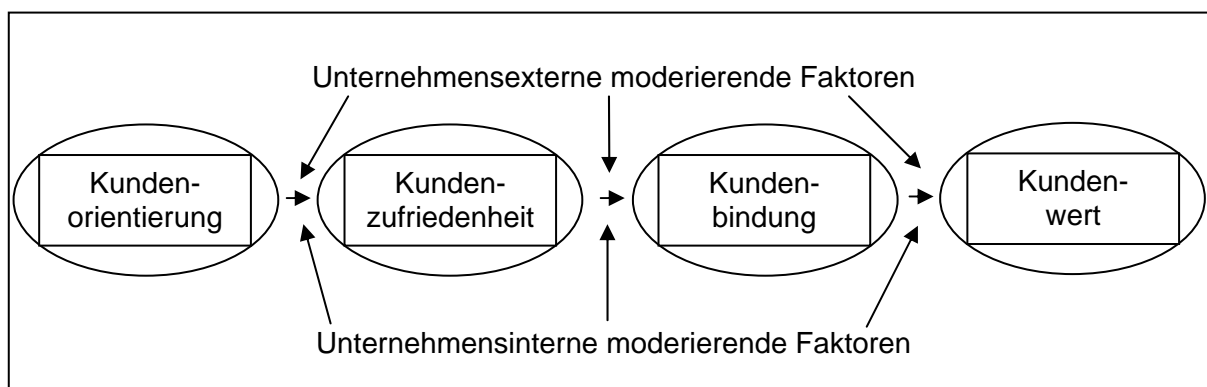 Unternehmensexterne moderierende Faktoren
Kunden-
orientierung
Kunden-
zufriedenheit
Kunden-
bindung
Kunden-
wert
Unternehmensinterne moderierende Faktoren